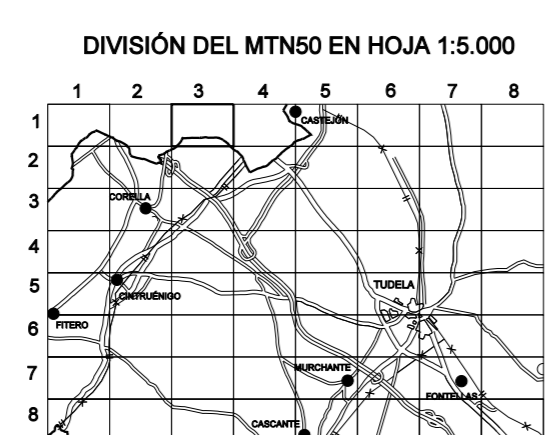 DIVISIÓN DEL MTN50 EN HOJA 1:5.000
1 2 3 4 5 6 7 8
1
CASTEJÓN
2
3
CORELLA
4
5
TUDELA
CINTRUÉNIGO
6
FITERO
7
MURCHANTE
FONTELLAS
8
CASCANTE